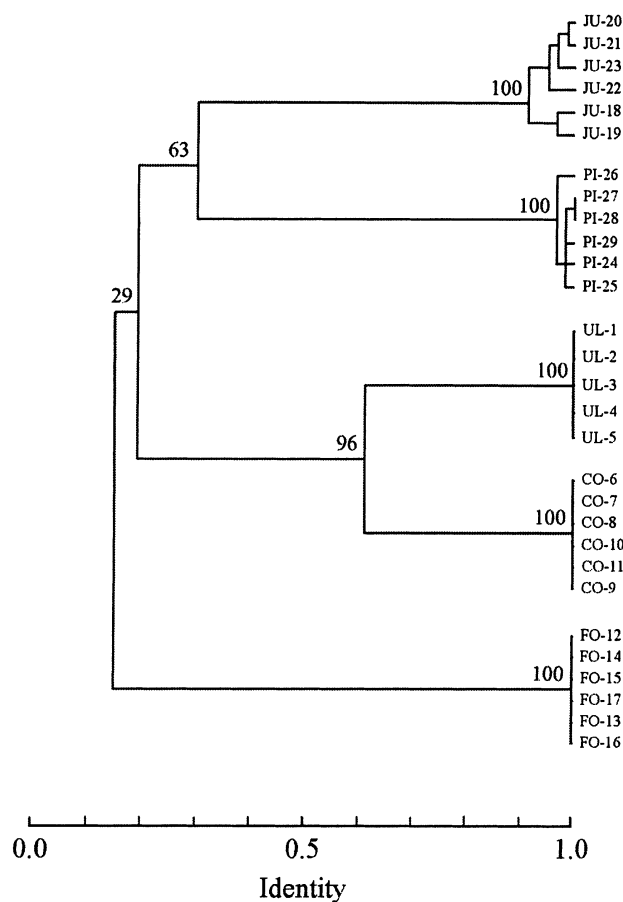 JU-20
JU-21
JU-23
JU-22
100
JU-18
JU-19
63
PI-26
PI-27
100
PI-28
PI-29
PI-24
PI-25
29
UL-1
UL-2
100
UL-3
UL-4
UL-5
96
CO-6
CO-7
100
CO-8
CO-10
CO-11
CO-9
FO-12
FO-14
100
FO-15
FO-17
FO-13
FO-16
0.0 0.5 1.0
Identity